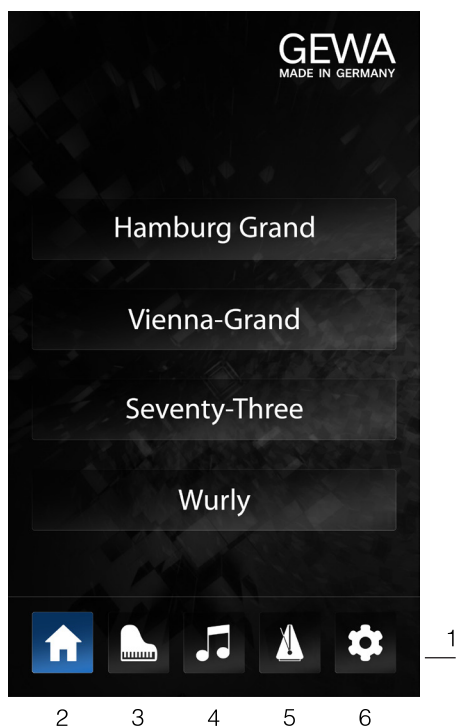 GEWA
MADE IN GERMANY
Hamburg Grand
Vienna-Grand
Seventy-Three
Wurly
1
2 3 4 5 6